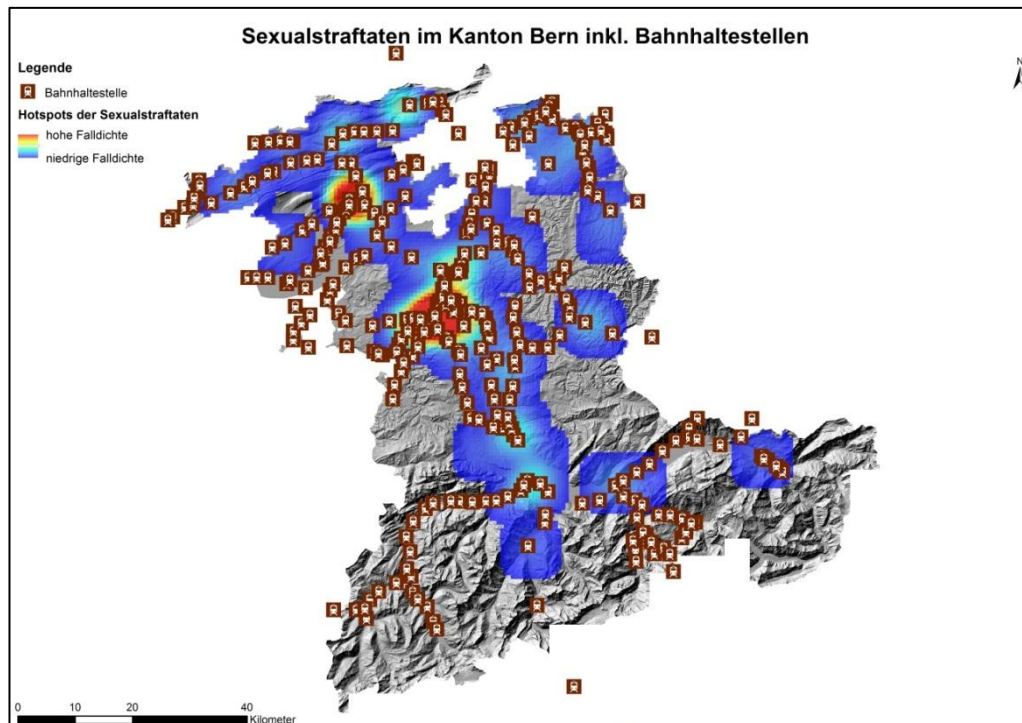 Sexualstraftaten im Kanton Bern inkl. Bahnhaltestellen
N
Legende
Bahnhaltestelle
Hotspots der Sexualstraftaten
hohe Falldichte
niedrige Falldichte
0 10 20 40
Kilometer